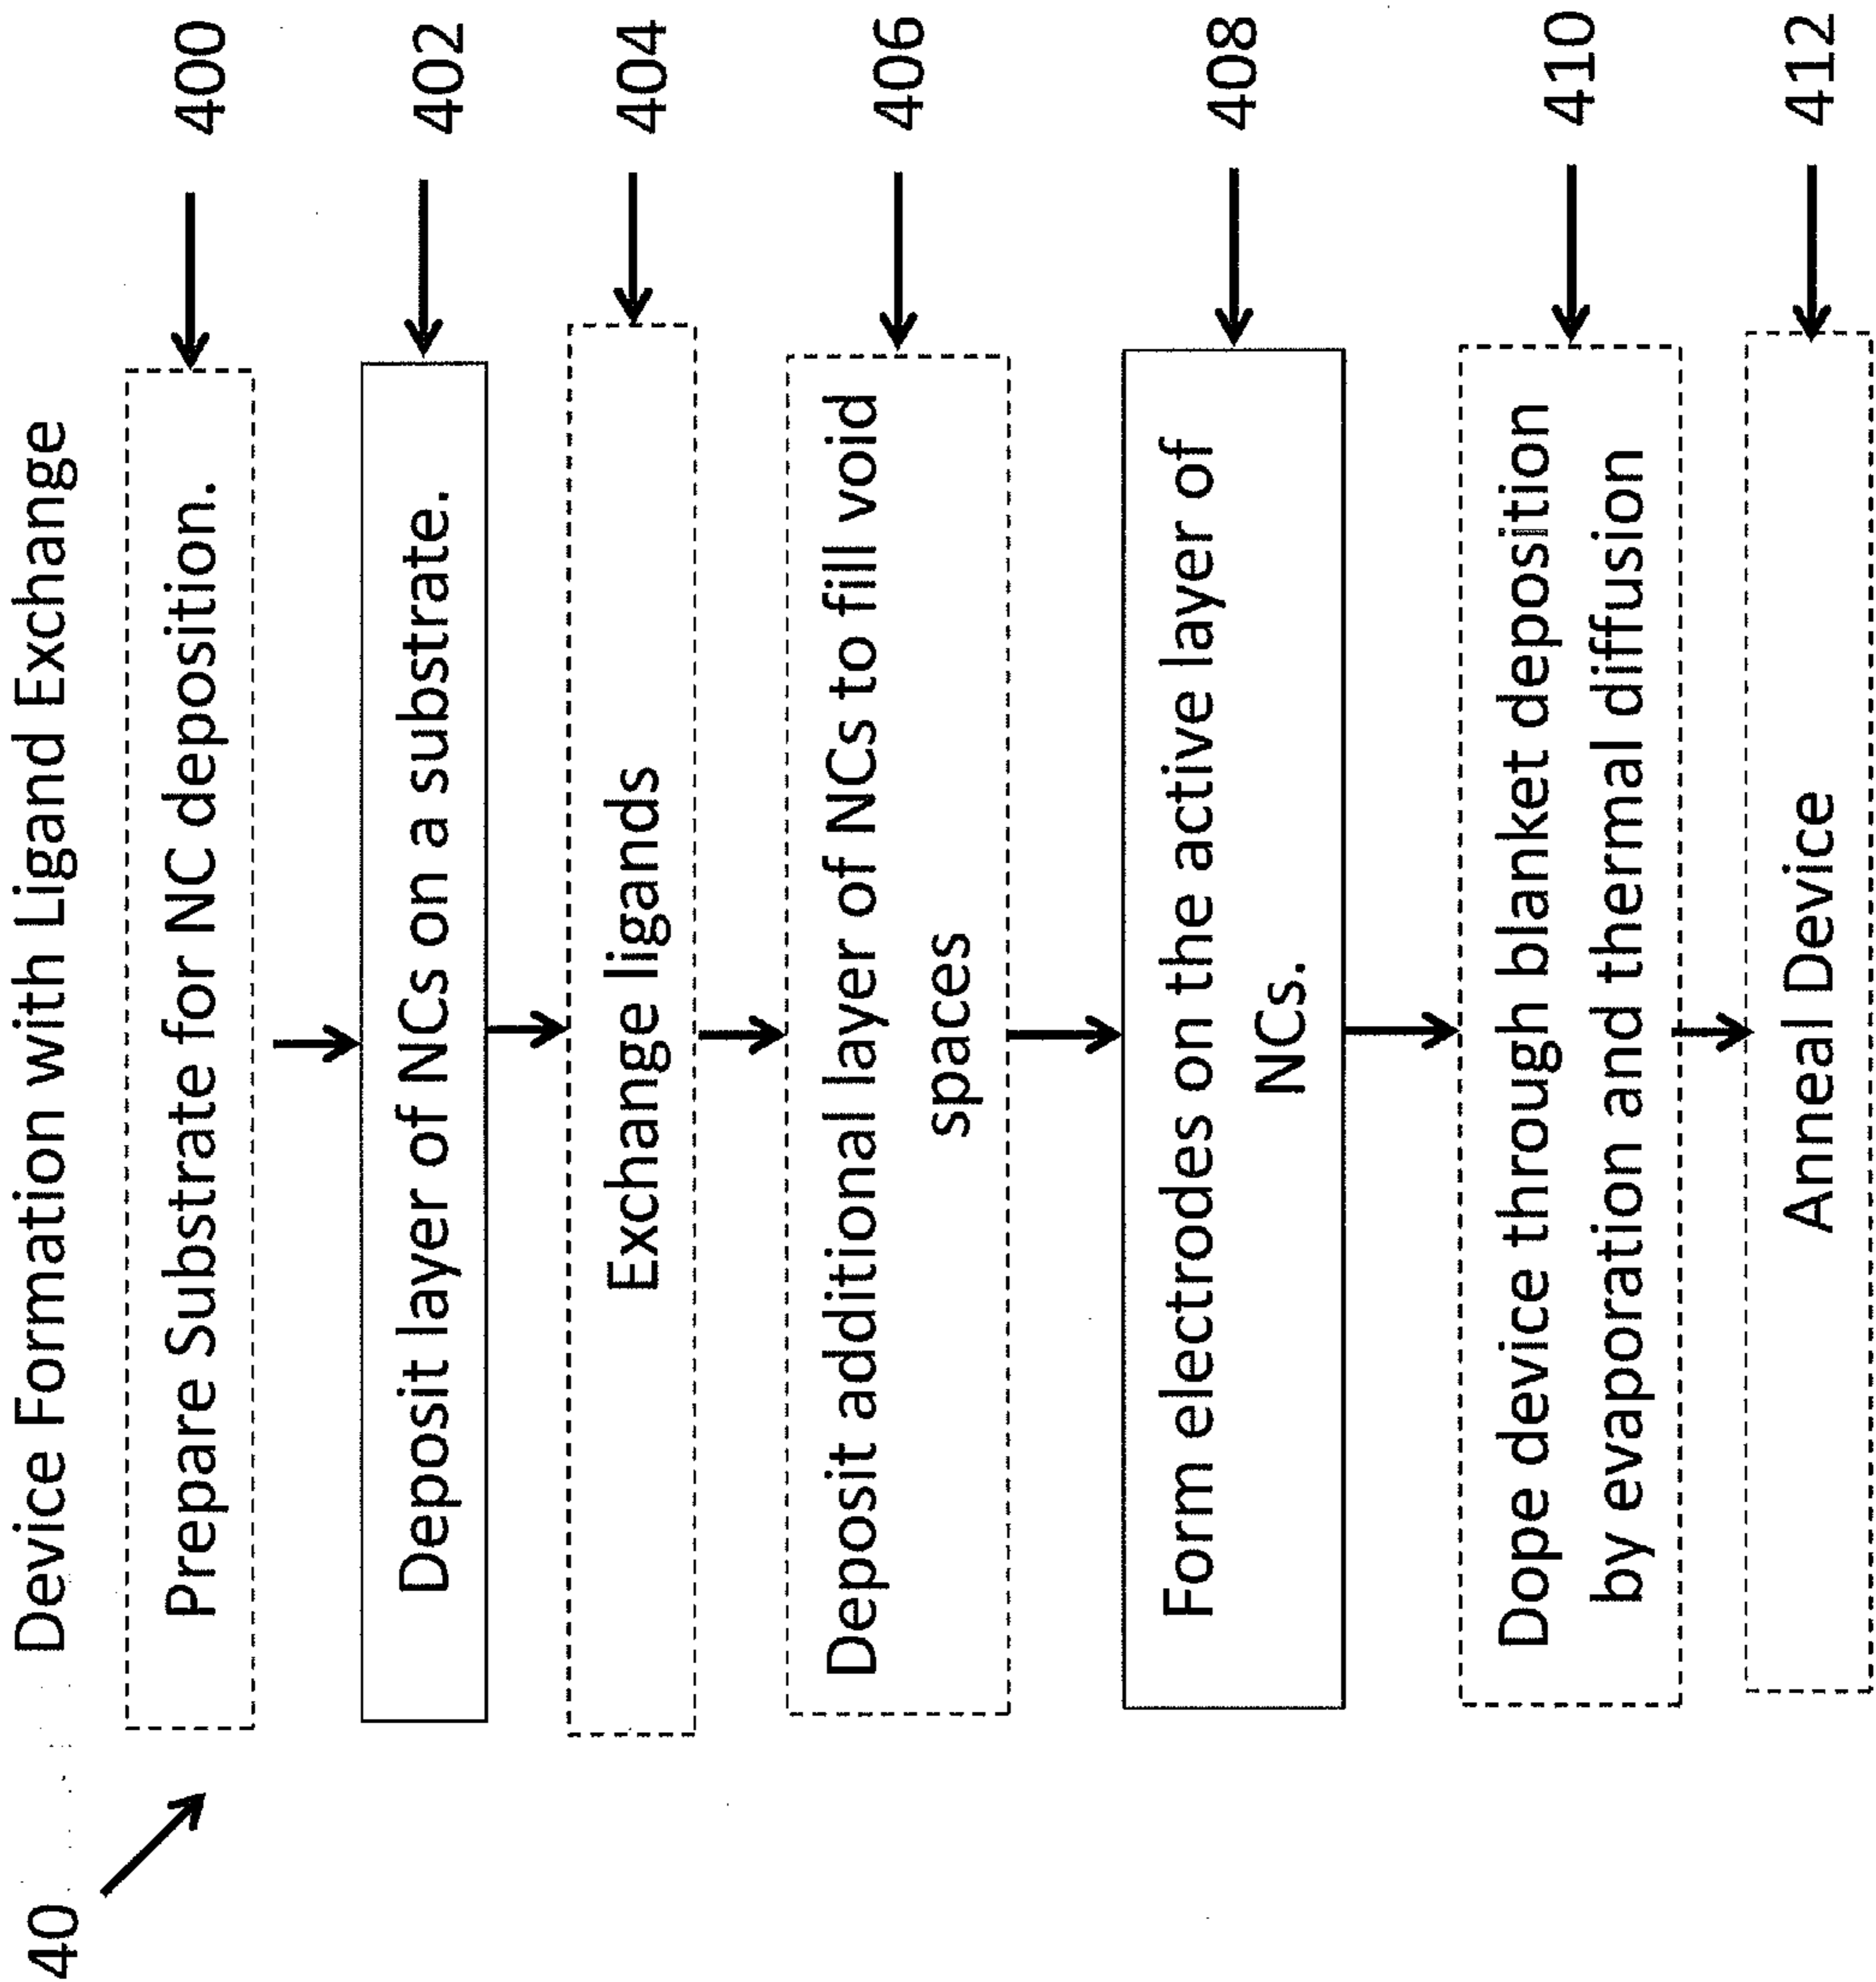 40
Device Formation with Ligand Exchange
Prepare Substrate for NC deposition.
400
Deposit layer of NCs on a substrate.
402
Exchange ligands
404
Deposit additional layer of NCs to fill void
spaces
406
Form electrodes on the active layer of
NCs.
408
Dope device through blanket deposition
by evaporation and thermal diffusion
410
Anneal Device
412